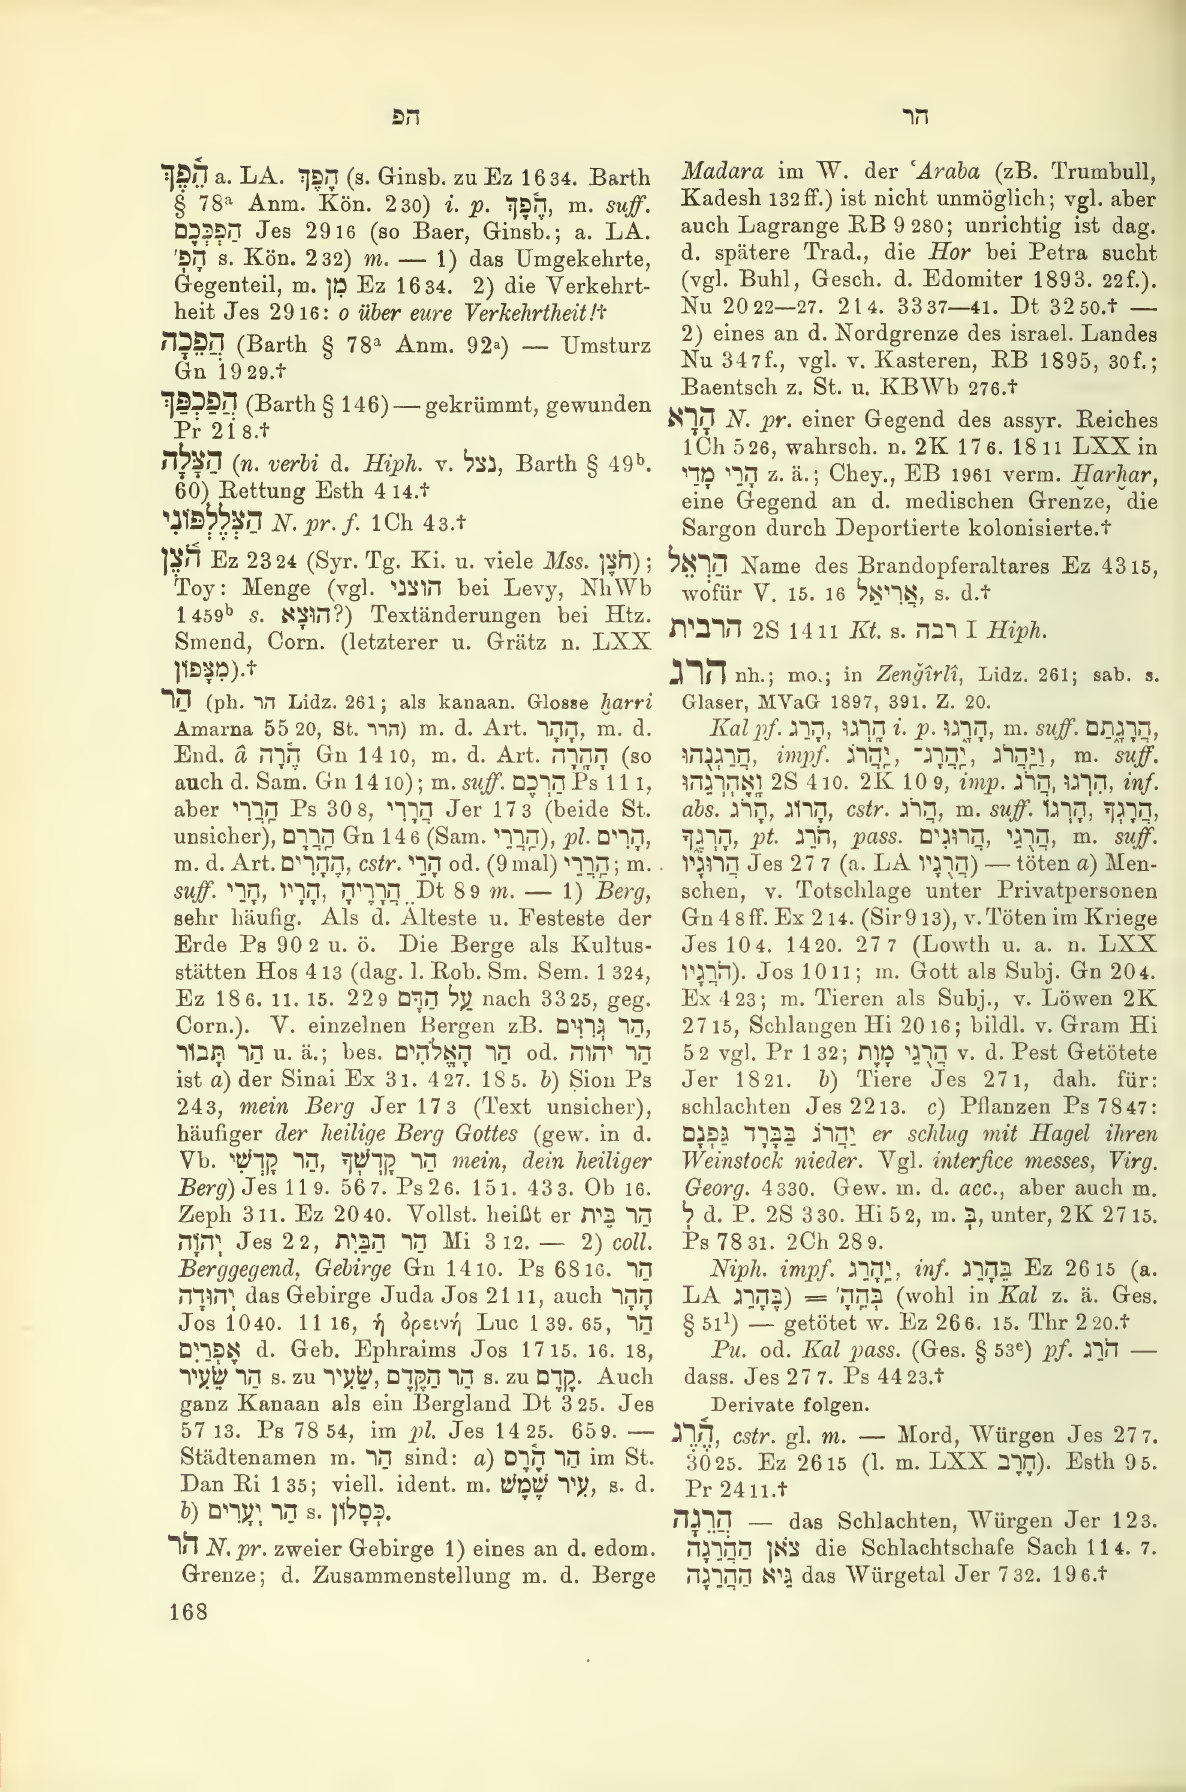 הפ
הר
הֶ֫פֶךְ a. LA. הֵפֶךְ (s. Ginsb. zu Ez 16 34. Barth
§ 78ᵃ Anm. Kön. 2 30) i. p. הָ֫פֶךְ, m. suff.
הַפְכְּכֶם Jes 29 16 (so Baer, Ginsb.; a. LA.
הָפְ' s. Kön. 2 32) m. — 1) das Umgekehrte,
Gegenteil, m. מִן Ez 16 34. 2) die Verkehrt-
heit Jes 29 16: o über eure Verkehrtheit!†
הֲפֵכָה (Barth § 78ᵃ Anm. 92ᵃ) — Umsturz
Gn 19 29.†
הֲפַכְפַּךְ (Barth § 146) — gekrümmt, gewunden
Pr 21 8.†
הַצָּלָה (n. verbi d. Hiph. v. נצל, Barth § 49ᵇ.
60) Rettung Esth 4 14.†
הַצְלֶלְפּוֹנִי N. pr. f. 1Ch 4 3.†
הֹ֫צֶן Ez 23 24 (Syr. Tg. Ki. u. viele Mss. חֹצֶן);
Toy: Menge (vgl. הוצני bei Levy, NhWb
1 459ᵇ s. הוּצָא?) Textänderungen bei Htz.
Smend, Corn. (letzterer u. Grätz n. LXX
מִצָּפוֹן).†
הַר (ph. הר Lidz. 261; als kanaan. Glosse ḫarri
Amarna 55 20, St. הרר) m. d. Art. הָהָר, m. d.
End. â הֶ֫רָה Gn 14 10, m. d. Art. הָהָרָה (so
auch d. Sam. Gn 14 10); m. suff. הַרְכֶם Ps 11 1,
aber הַרֲרִי Ps 30 8, הֲרָרִי Jer 17 3 (beide St.
unsicher), הֲרָרָם Gn 14 6 (Sam. הַרֲרֵי), pl. הָרִים,
m. d. Art. הֶהָרִים, cstr. הָרֵי od. (9 mal) הַרֲרֵי; m.
suff. הָרַי, הָרָיו, הֲרָרֶיהָ Dt 8 9 m. — 1) Berg,
sehr häufig. Als d. Älteste u. Festeste der
Erde Ps 90 2 u. ö. Die Berge als Kultus-
stätten Hos 4 13 (dag. l. Rob. Sm. Sem. 1 324,
Ez 18 6. 11. 15. 22 9 עַל הַדָּם nach 33 25, geg.
Corn.). V. einzelnen Bergen zB. הַר גְּרִזִּים,
הַר תָּבוֹר u. ä.; bes. הַר הָאֱלֹהִים od. הַר יהוה
ist a) der Sinai Ex 3 1. 4 27. 18 5. b) Sion Ps
24 3, mein Berg Jer 17 3 (Text unsicher),
häufiger der heilige Berg Gottes (gew. in d.
Vb. הַר קָדְשִׁי, הַר קָדְשְׁךָ mein, dein heiliger
Berg) Jes 11 9. 56 7. Ps 2 6. 15 1. 43 3. Ob 16.
Zeph 3 11. Ez 20 40. Vollst. heißt er הַר בֵּית
יְהוָֹה Jes 2 2, הַר הַבַּיִת Mi 3 12. — 2) coll.
Berggegend, Gebirge Gn 14 10. Ps 68 16. הַר
יְהוּדָה das Gebirge Juda Jos 21 11, auch הָהָר
Jos 10 40. 11 16, ἡ ὀρεινή Luc 1 39. 65, הַר
אֶפְרַיִם d. Geb. Ephraims Jos 17 15. 16. 18,
הַר שֵׂעִיר s. zu שֵׂעִיר, הַר הַקֶּדֶם s. zu קֶדֶם. Auch
ganz Kanaan als ein Bergland Dt 3 25. Jes
57 13. Ps 78 54, im pl. Jes 14 25. 65 9. —
Städtenamen m. הַר sind: a) הַר חֶ֫רֶס im St.
Dan Ri 1 35; viell. ident. m. עִיר שֶׁמֶשׁ, s. d.
b) הַר יְעָרִים s. כְּסָלוֹן.
הֹר N. pr. zweier Gebirge 1) eines an d. edom.
Grenze; d. Zusammenstellung m. d. Berge
168
Madara im W. der ʿAraba (zB. Trumbull,
Kadesh 132 ff.) ist nicht unmöglich; vgl. aber
auch Lagrange RB 9 280; unrichtig ist dag.
d. spätere Trad., die Hor bei Petra sucht
(vgl. Buhl, Gesch. d. Edomiter 1893. 22 f.).
Nu 20 22—27. 21 4. 33 37—41. Dt 32 50.† —
2) eines an d. Nordgrenze des israel. Landes
Nu 34 7 f., vgl. v. Kasteren, RB 1895, 30 f.;
Baentsch z. St. u. KBWb 276.†
הָרָא N. pr. einer Gegend des assyr. Reiches
1Ch 5 26, wahrsch. n. 2K 17 6. 18 11 LXX in
הָרֵי מָדַי z. ä.; Chey., EB 1961 verm. Ḫarḫar,
eine Gegend an d. medischen Grenze, die
Sargon durch Deportierte kolonisierte.†
הַרְאֵל Name des Brandopferaltares Ez 43 15,
wofür V. 15. 16 אֲרִיאֵל, s. d.†
הרבית 2S 14 11 Kt. s. רבה I Hiph.
הרג nh.; mo.; in Zenǧîrlî, Lidz. 261; sab. s.
Glaser, MVaG 1897, 391. Z. 20.
Kal pf. הָרַג, הָרְגוּ i. p. הָרָגוּ, m. suff. הֲרַגְתִּם,
הֲרָגֻנְהוּ, impf. יַהֲרֹג, יַהֲרָג־, וַיַּהֲרֹג, m. suff.
וָאֶהְרְגֵהוּ 2S 4 10. 2K 10 9, imp. הֲרֹג, הִרְגוּ, inf.
abs. הָרֹג, הָרוֹג, cstr. הֲרֹג, m. suff. הָרְגוֹ, הָרְגֶךָ,
הָרְגֵךָ, pt. הֹרֵג, pass. הֲרוּגִים, הֲרֻגֵי, m. suff.
הֲרוּגָיו Jes 27 7 (a. LA הֲרֻגָיו) — töten a) Men-
schen, v. Totschlage unter Privatpersonen
Gn 4 8 ff. Ex 2 14. (Sir 9 13), v. Töten im Kriege
Jes 10 4. 14 20. 27 7 (Lowth u. a. n. LXX
הֹרְגָיו). Jos 10 11; m. Gott als Subj. Gn 20 4.
Ex 4 23; m. Tieren als Subj., v. Löwen 2K
27 15, Schlangen Hi 20 16; bildl. v. Gram Hi
5 2 vgl. Pr 1 32; הֲרֻגֵי מָוֶת v. d. Pest Getötete
Jer 18 21. b) Tiere Jes 27 1, dah. für:
schlachten Jes 22 13. c) Pflanzen Ps 78 47:
יַהֲרֹג בַּבָּרָד גַּפְנָם er schlug mit Hagel ihren
Weinstock nieder. Vgl. interfice messes, Virg.
Georg. 4 330. Gew. m. d. acc., aber auch m.
לְ d. P. 2S 3 30. Hi 5 2, m. בְּ, unter, 2K 27 15.
Ps 78 31. 2Ch 28 9.
Niph. impf. יֵהָרֵג, inf. בֵּהָרֵג Ez 26 15 (a.
LA בֶּהָרֵג) = בְּהֵהָ' (wohl in Kal z. ä. Ges.
§ 51¹) — getötet w. Ez 26 6. 15. Thr 2 20.†
Pu. od. Kal pass. (Ges. § 53ᵉ) pf. הֹרַג —
dass. Jes 27 7. Ps 44 23.†
Derivate folgen.
הֶ֫רֶג, cstr. gl. m. — Mord, Würgen Jes 27 7.
30 25. Ez 26 15 (l. m. LXX חֶרֶב). Esth 9 5.
Pr 24 11.†
הֲרֵגָה — das Schlachten, Würgen Jer 12 3.
צֹאן הַהֲרֵגָה die Schlachtschafe Sach 11 4. 7.
גֵּיא הַהֲרֵגָה das Würgetal Jer 7 32. 19 6.†